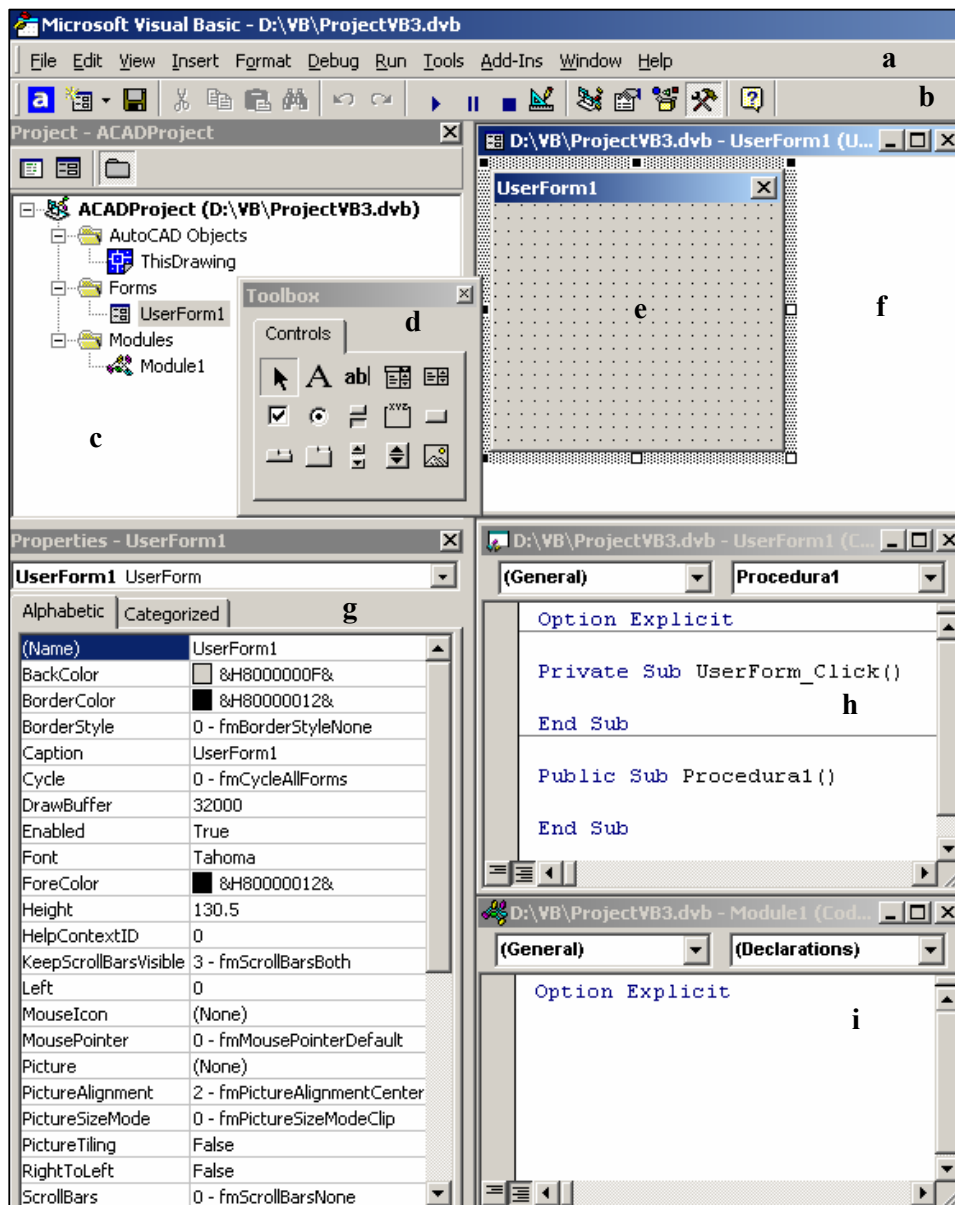 Microsoft Visual Basic - D:\VB\ProjectVB3.dvb
File Edit View Insert Format Debug Run Tools Add-Ins Window Help a
a b
Project - ACADProject
ACADProject (D:\VB\ProjectVB3.dvb)
AutoCAD Objects
ThisDrawing
Forms
UserForm1
Modules
Module1
c
Toolbox
d
Controls
A ab|
XYZ
D:\VB\ProjectVB3.dvb - UserForm1 (U...
UserForm1
e
f
Properties - UserForm1
UserForm1 UserForm
Alphabetic Categorized g
(Name) UserForm1
BackColor &H8000000F&
BorderColor &H80000012&
BorderStyle 0 - fmBorderStyleNone
Caption UserForm1
Cycle 0 - fmCycleAllForms
DrawBuffer 32000
Enabled True
Font Tahoma
ForeColor &H80000012&
Height 130.5
HelpContextID 0
KeepScrollBarsVisible 3 - fmScrollBarsBoth
Left 0
MouseIcon (None)
MousePointer 0 - fmMousePointerDefault
Picture (None)
PictureAlignment 2 - fmPictureAlignmentCenter
PictureSizeMode 0 - fmPictureSizeModeClip
PictureTiling False
RightToLeft False
ScrollBars 0 - fmScrollBarsNone
D:\VB\ProjectVB3.dvb - UserForm1 (C...
(General) Procedura1
Option Explicit
Private Sub UserForm_Click()
h
End Sub
Public Sub Procedura1()
End Sub
D:\VB\ProjectVB3.dvb - Module1 (Cod...
(General) (Declarations)
Option Explicit
i